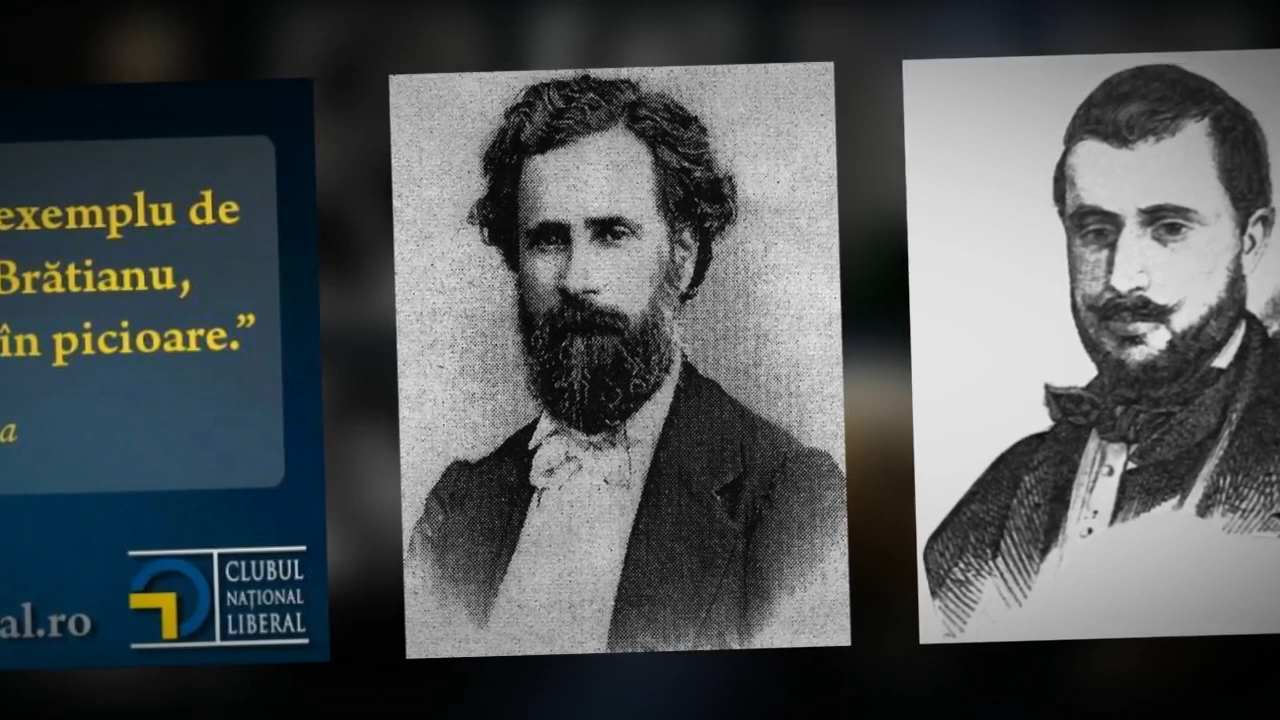 exemplu de
Brătianu,
în picioare.”
a
al.ro
CLUBUL
NAȚIONAL
LIBERAL